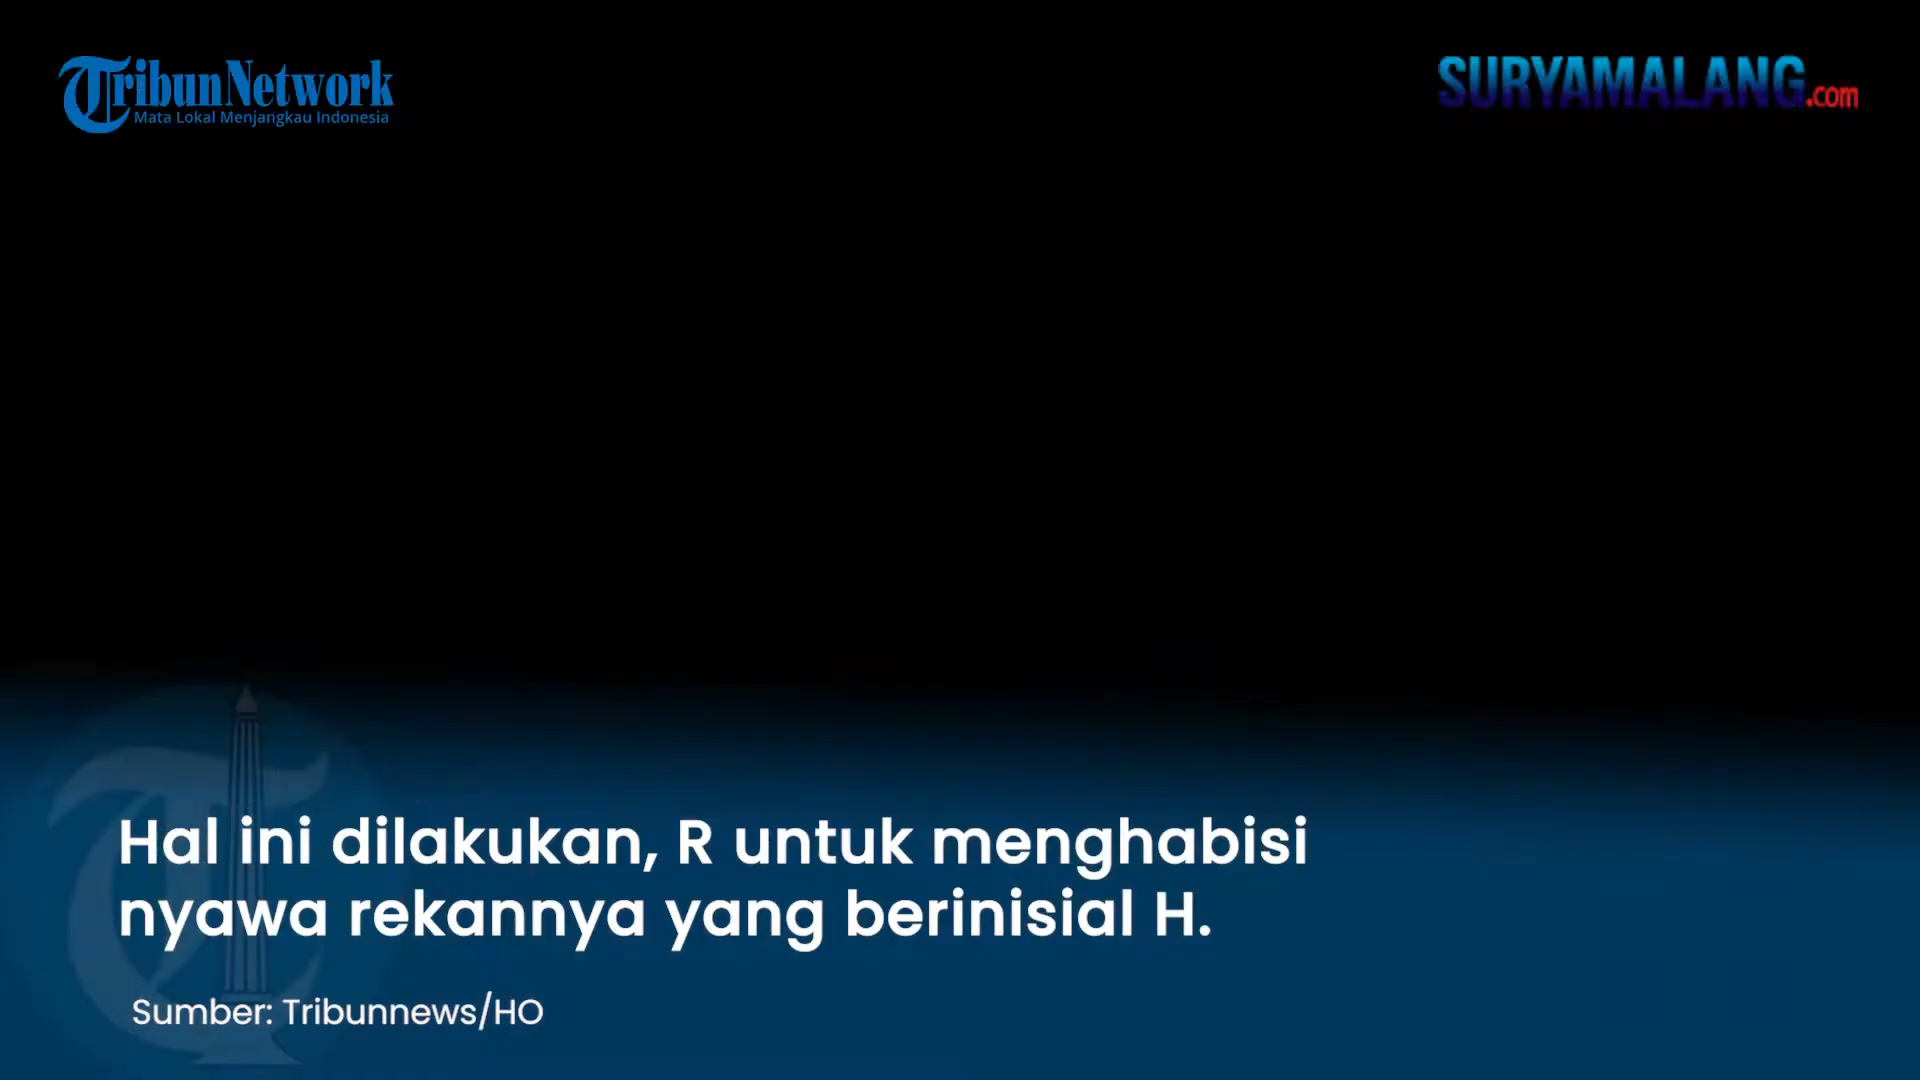 TribunNetwork
Mata Lokal Menjangkau Indonesia
SURYAMALANG.com
Hal ini dilakukan, R untuk menghabisi
nyawa rekannya yang berinisial H.
Sumber: Tribunnews/HO